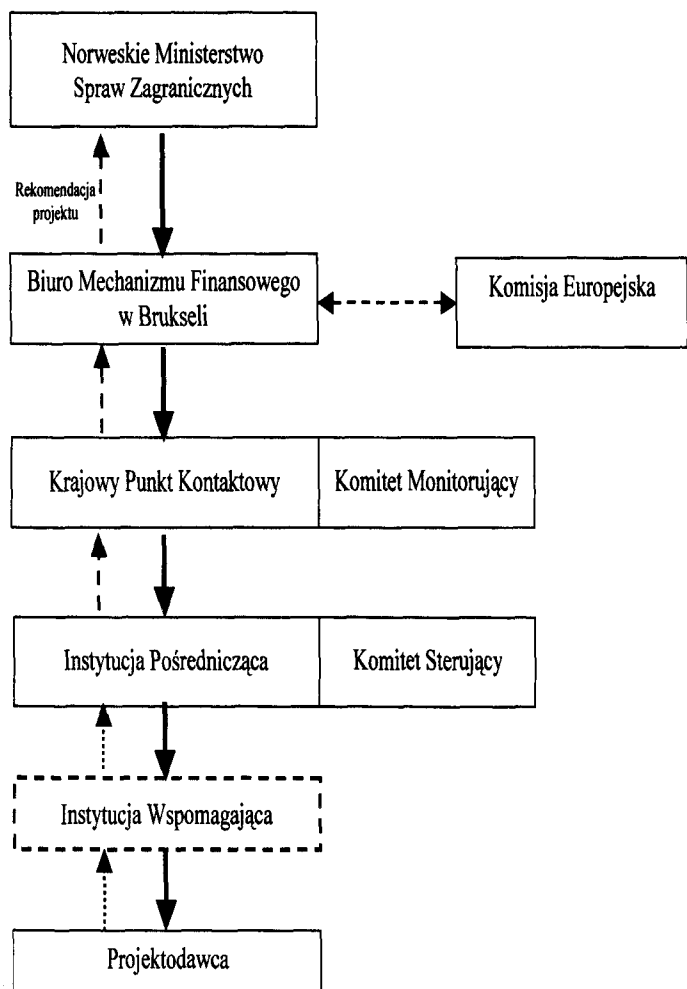 Norweskie Ministerstwo
Spraw Zagranicznych
Rekomendacja
projektu
Biuro Mechanizmu Finansowego
w Brukseli
Komisja Europejska
Krajowy Punkt Kontaktowy
Komitet Monitorujący
Instytucja Pośrednicząca
Komitet Sterujący
Instytucja Wspomagająca
Projektodawca